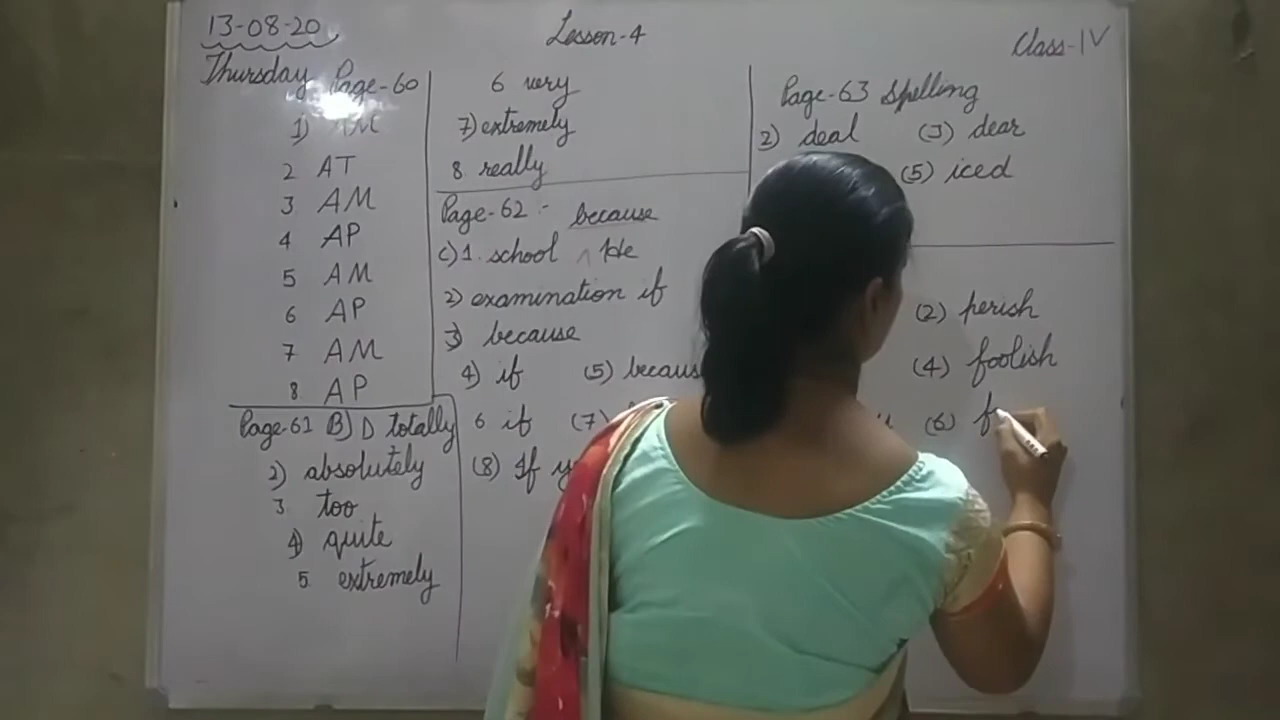 13-08-20
Lesson-4
Class-IV
Thursday Page-60
1) AM
2 AT
3 AM
4 AP
5 AM
6 AP
7 AM
8 AP
Page-61 B) 1) totally
2) absolutely
3 too
4) quite
5 extremely
6 very
7) extremely
8 really
Page-62 :- because
C) 1. school ^ He
2) examination if
3) because
4) if (5) becaus
6 if (7)
(8) If y
Page-63 Spelling
2) deal (3) dear
(5) iced
(2) perish
(4) foolish
(6) f